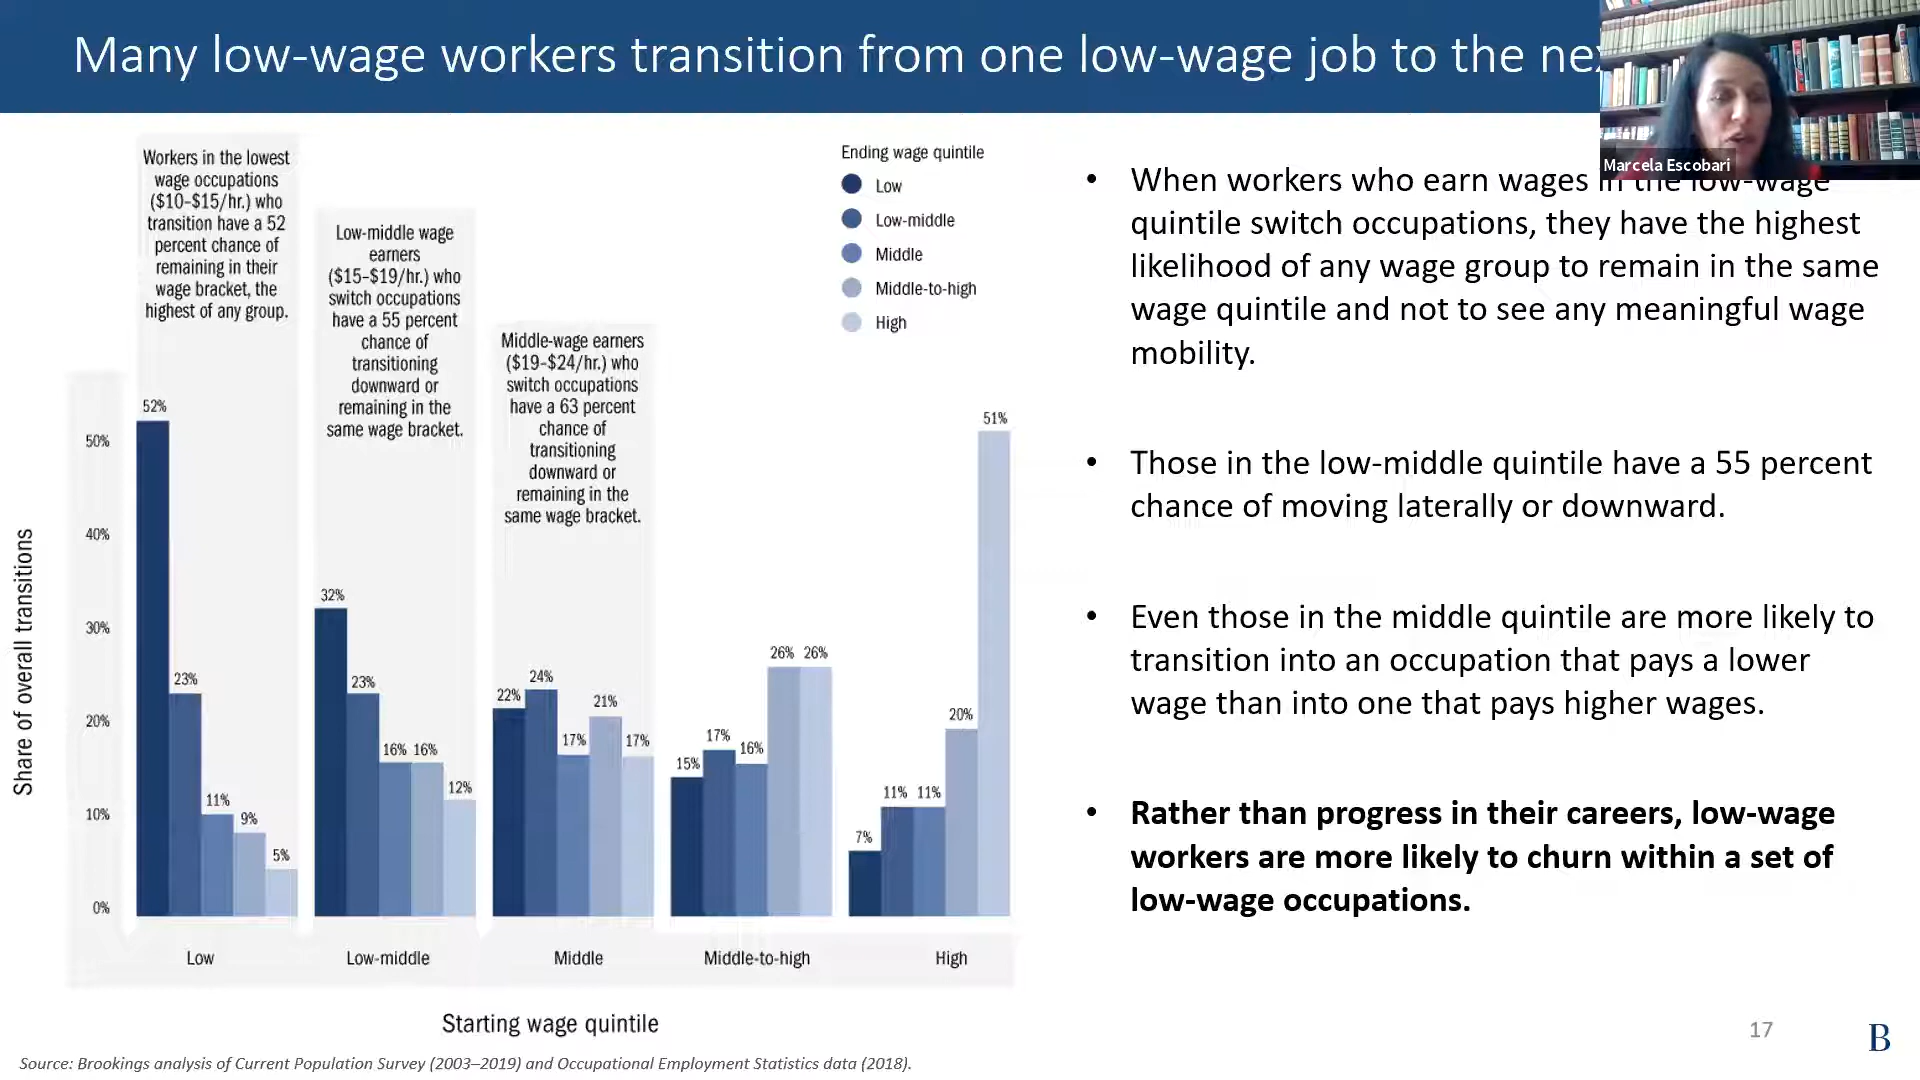 Many low-wage workers transition from one low-wage job to the
Marcela Escobari
Workers in the lowest
wage occupations
($10–$15/hr.) who
transition have a 52
percent chance of
remaining in their
wage bracket, the
highest of any group.
Low-middle wage
earners
($15–$19/hr.) who
switch occupations
have a 55 percent
chance of
transitioning
downward or
remaining in the
same wage bracket.
Middle-wage earners
($19–$24/hr.) who
switch occupations
have a 63 percent
chance of
transitioning
downward or
remaining in the
same wage bracket.
Ending wage quintile
Low
Low-middle
Middle
Middle-to-high
High
Share of overall transitions
50%
40%
30%
20%
10%
0%
52%
23%
11%
9%
5%
32%
23%
16% 16%
12%
22%
24%
17%
21%
17%
15%
17%
16%
26% 26%
7%
11% 11%
20%
51%
Low Low-middle Middle Middle-to-high High
Starting wage quintile
Source: Brookings analysis of Current Population Survey (2003–2019) and Occupational Employment Statistics data (2018).
• When workers who earn wages in the low-wage
quintile switch occupations, they have the highest
likelihood of any wage group to remain in the same
wage quintile and not to see any meaningful wage
mobility.
• Those in the low-middle quintile have a 55 percent
chance of moving laterally or downward.
• Even those in the middle quintile are more likely to
transition into an occupation that pays a lower
wage than into one that pays higher wages.
• Rather than progress in their careers, low-wage
workers are more likely to churn within a set of
low-wage occupations.
17
B